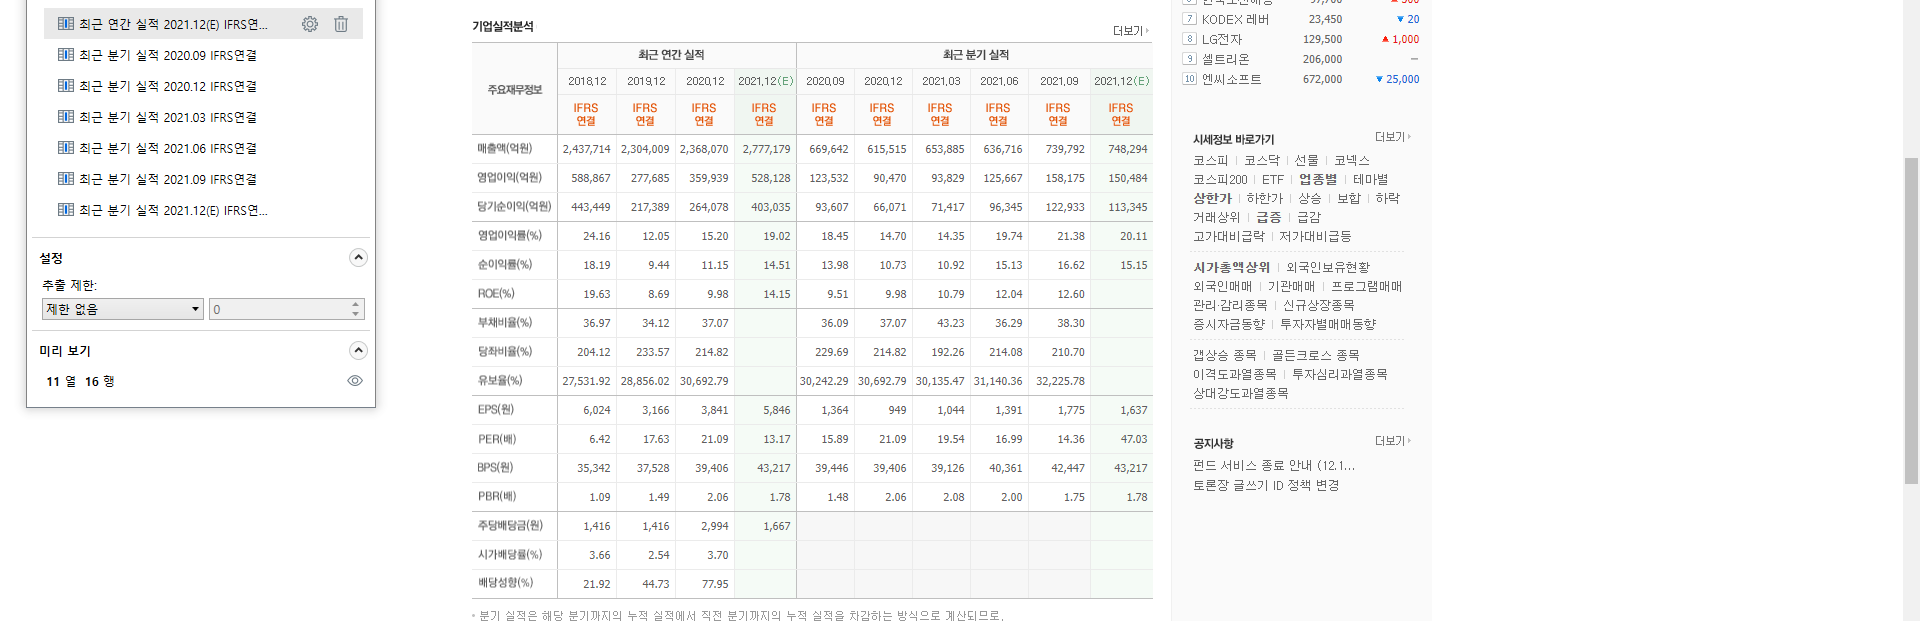 최근 연간 실적 2021.12(E) IFRS연...
최근 분기 실적 2020.09 IFRS연결
최근 분기 실적 2020.12 IFRS연결
최근 분기 실적 2021.03 IFRS연결
최근 분기 실적 2021.06 IFRS연결
최근 분기 실적 2021.09 IFRS연결
최근 분기 실적 2021.12(E) IFRS연...
설정
추출 제한:
제한 없음 0
미리 보기
11 열 16 행
기업실적분석 더보기
주요재무정보 최근 연간 실적 최근 분기 실적
2018.12 2019.12 2020.12 2021.12(E) 2020.09 2020.12 2021.03 2021.06 2021.09 2021.12(E)
IFRS IFRS IFRS IFRS IFRS IFRS IFRS IFRS IFRS IFRS
연결 연결 연결 연결 연결 연결 연결 연결 연결 연결
매출액(억원) 2,437,714 2,304,009 2,368,070 2,777,179 669,642 615,515 653,885 636,716 739,792 748,294
영업이익(억원) 588,867 277,685 359,939 528,128 123,532 90,470 93,829 125,667 158,175 150,484
당기순이익(억원) 443,449 217,389 264,078 403,035 93,607 66,071 71,417 96,345 122,933 113,345
영업이익률(%) 24.16 12.05 15.20 19.02 18.45 14.70 14.35 19.74 21.38 20.11
순이익률(%) 18.19 9.44 11.15 14.51 13.98 10.73 10.92 15.13 16.62 15.15
ROE(%) 19.63 8.69 9.98 14.15 9.51 9.98 10.79 12.04 12.60
부채비율(%) 36.97 34.12 37.07 36.09 37.07 43.23 36.29 38.30
당좌비율(%) 204.12 233.57 214.82 229.69 214.82 192.26 214.08 210.70
유보율(%) 27,531.92 28,856.02 30,692.79 30,242.29 30,692.79 30,135.47 31,140.36 32,225.78
EPS(원) 6,024 3,166 3,841 5,846 1,364 949 1,044 1,391 1,775 1,637
PER(배) 6.42 17.63 21.09 13.17 15.89 21.09 19.54 16.99 14.36 47.03
BPS(원) 35,342 37,528 39,406 43,217 39,446 39,406 39,126 40,361 42,447 43,217
PBR(배) 1.09 1.49 2.06 1.78 1.48 2.06 2.08 2.00 1.75 1.78
주당배당금(원) 1,416 1,416 2,994 1,667
시가배당률(%) 3.66 2.54 3.70
배당성향(%) 21.92 44.73 77.95
* 분기 실적은 해당 분기까지의 누적 실적에서 직전 분기까지의 누적 실적을 차감하는 방식으로 계산되므로,
7 KODEX 레버 23,450 ▼ 20
8 LG전자 129,500 ▲ 1,000
9 셀트리온 206,000 –
10 엔씨소프트 672,000 ▼ 25,000
시세정보 바로가기 더보기
코스피 코스닥 선물 코넥스
코스피200 ETF 업종별 테마별
상한가 하한가 상승 보합 하락
거래상위 급증 급감
고가대비급락 저가대비급등
시가총액상위 외국인보유현황
외국인매매 기관매매 프로그램매매
관리·감리종목 신규상장종목
증시자금동향 투자자별매매동향
갭상승 종목 골든크로스 종목
이격도과열종목 투자심리과열종목
상대강도과열종목
공지사항 더보기
펀드 서비스 종료 안내 (12.1...
토론장 글쓰기 ID 정책 변경